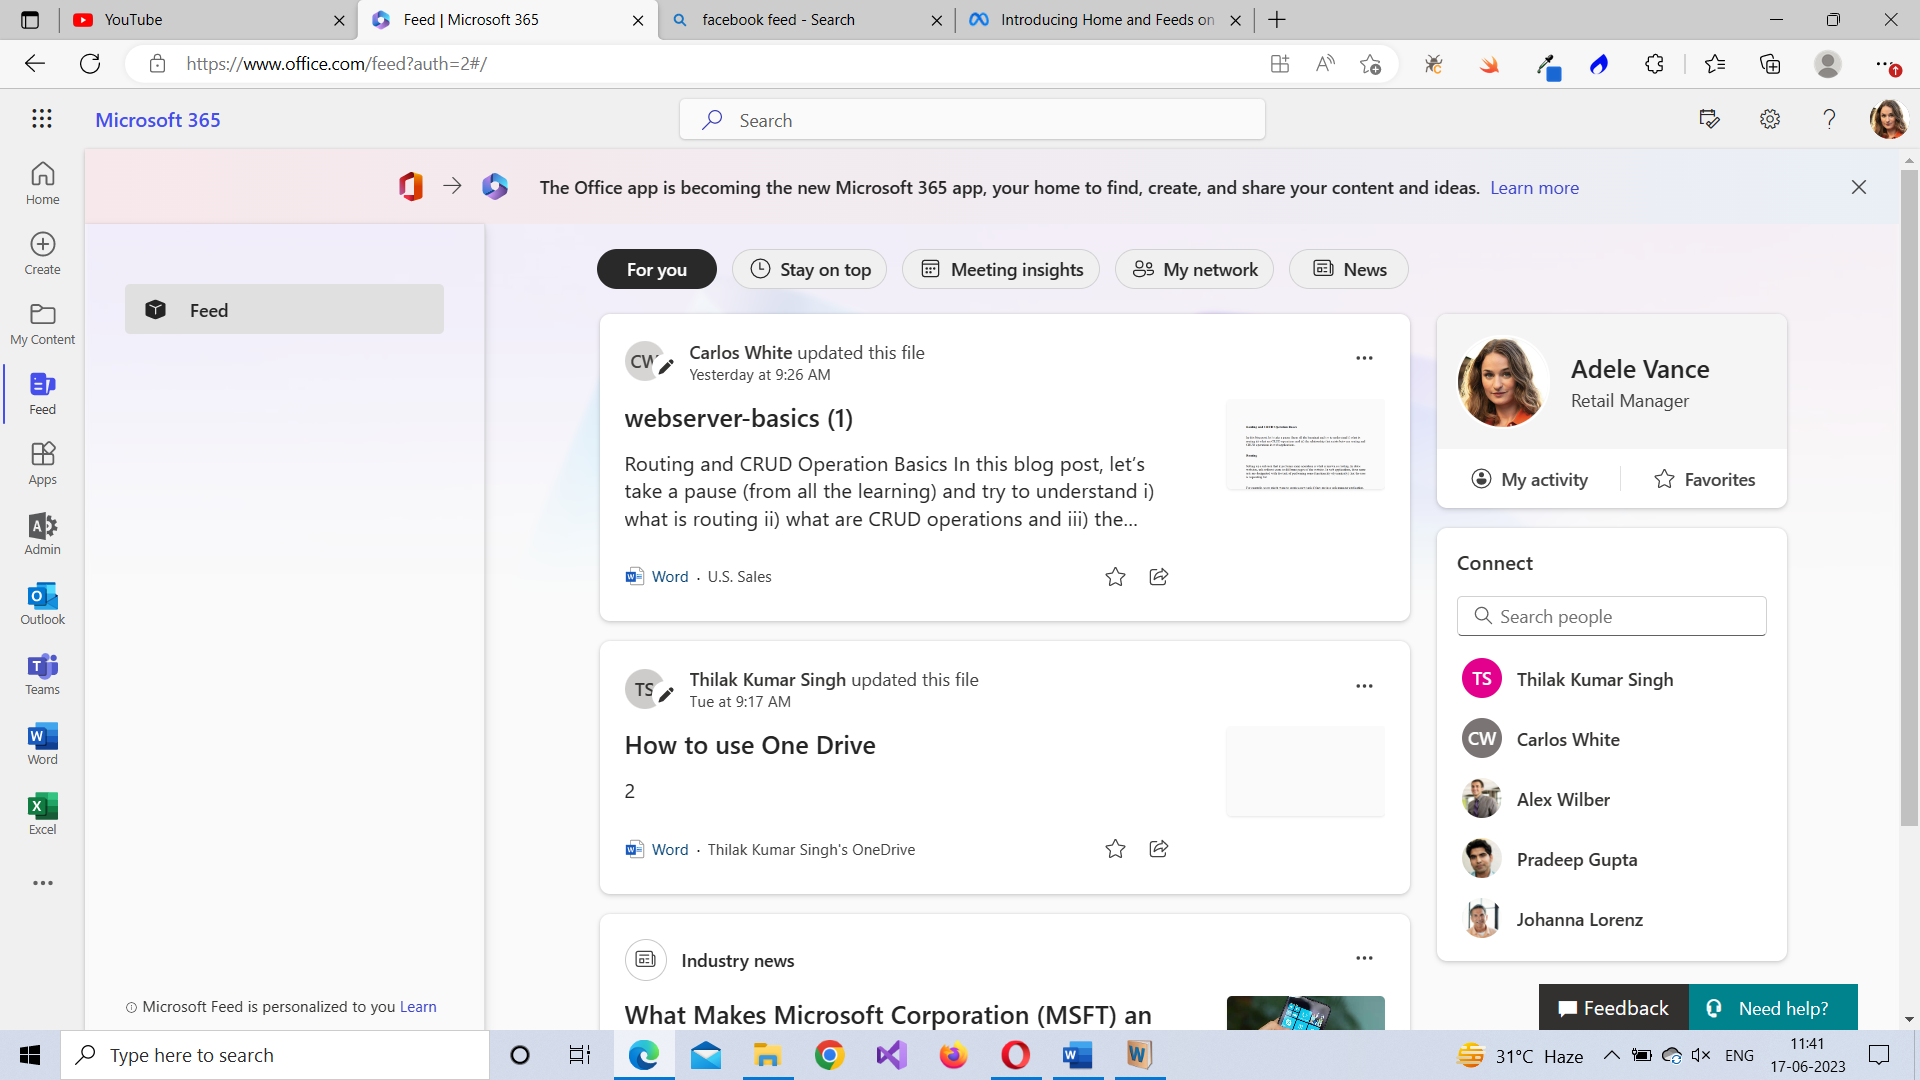 YouTube
Feed | Microsoft 365
facebook feed - Search
Introducing Home and Feeds on
https://www.office.com/feed?auth=2#/
Microsoft 365
Search
The Office app is becoming the new Microsoft 365 app, your home to find, create, and share your content and ideas. Learn more
Home
Create
My Content
Feed
Apps
Admin
Outlook
Teams
Word
Excel
Feed
Microsoft Feed is personalized to you Learn
For you
Stay on top
Meeting insights
My network
News
CW
Carlos White updated this file
Yesterday at 9:26 AM
webserver-basics (1)
Routing and CRUD Operation Basics In this blog post, let's
take a pause (from all the learning) and try to understand i)
what is routing ii) what are CRUD operations and iii) the...
Word · U.S. Sales
TS
Thilak Kumar Singh updated this file
Tue at 9:17 AM
How to use One Drive
2
Word · Thilak Kumar Singh's OneDrive
Industry news
What Makes Microsoft Corporation (MSFT) an
Adele Vance
Retail Manager
My activity
Favorites
Connect
Search people
TS Thilak Kumar Singh
CW Carlos White
Alex Wilber
Pradeep Gupta
Johanna Lorenz
Feedback
Need help?
Type here to search
31°C Haze
ENG
11:41
17-06-2023